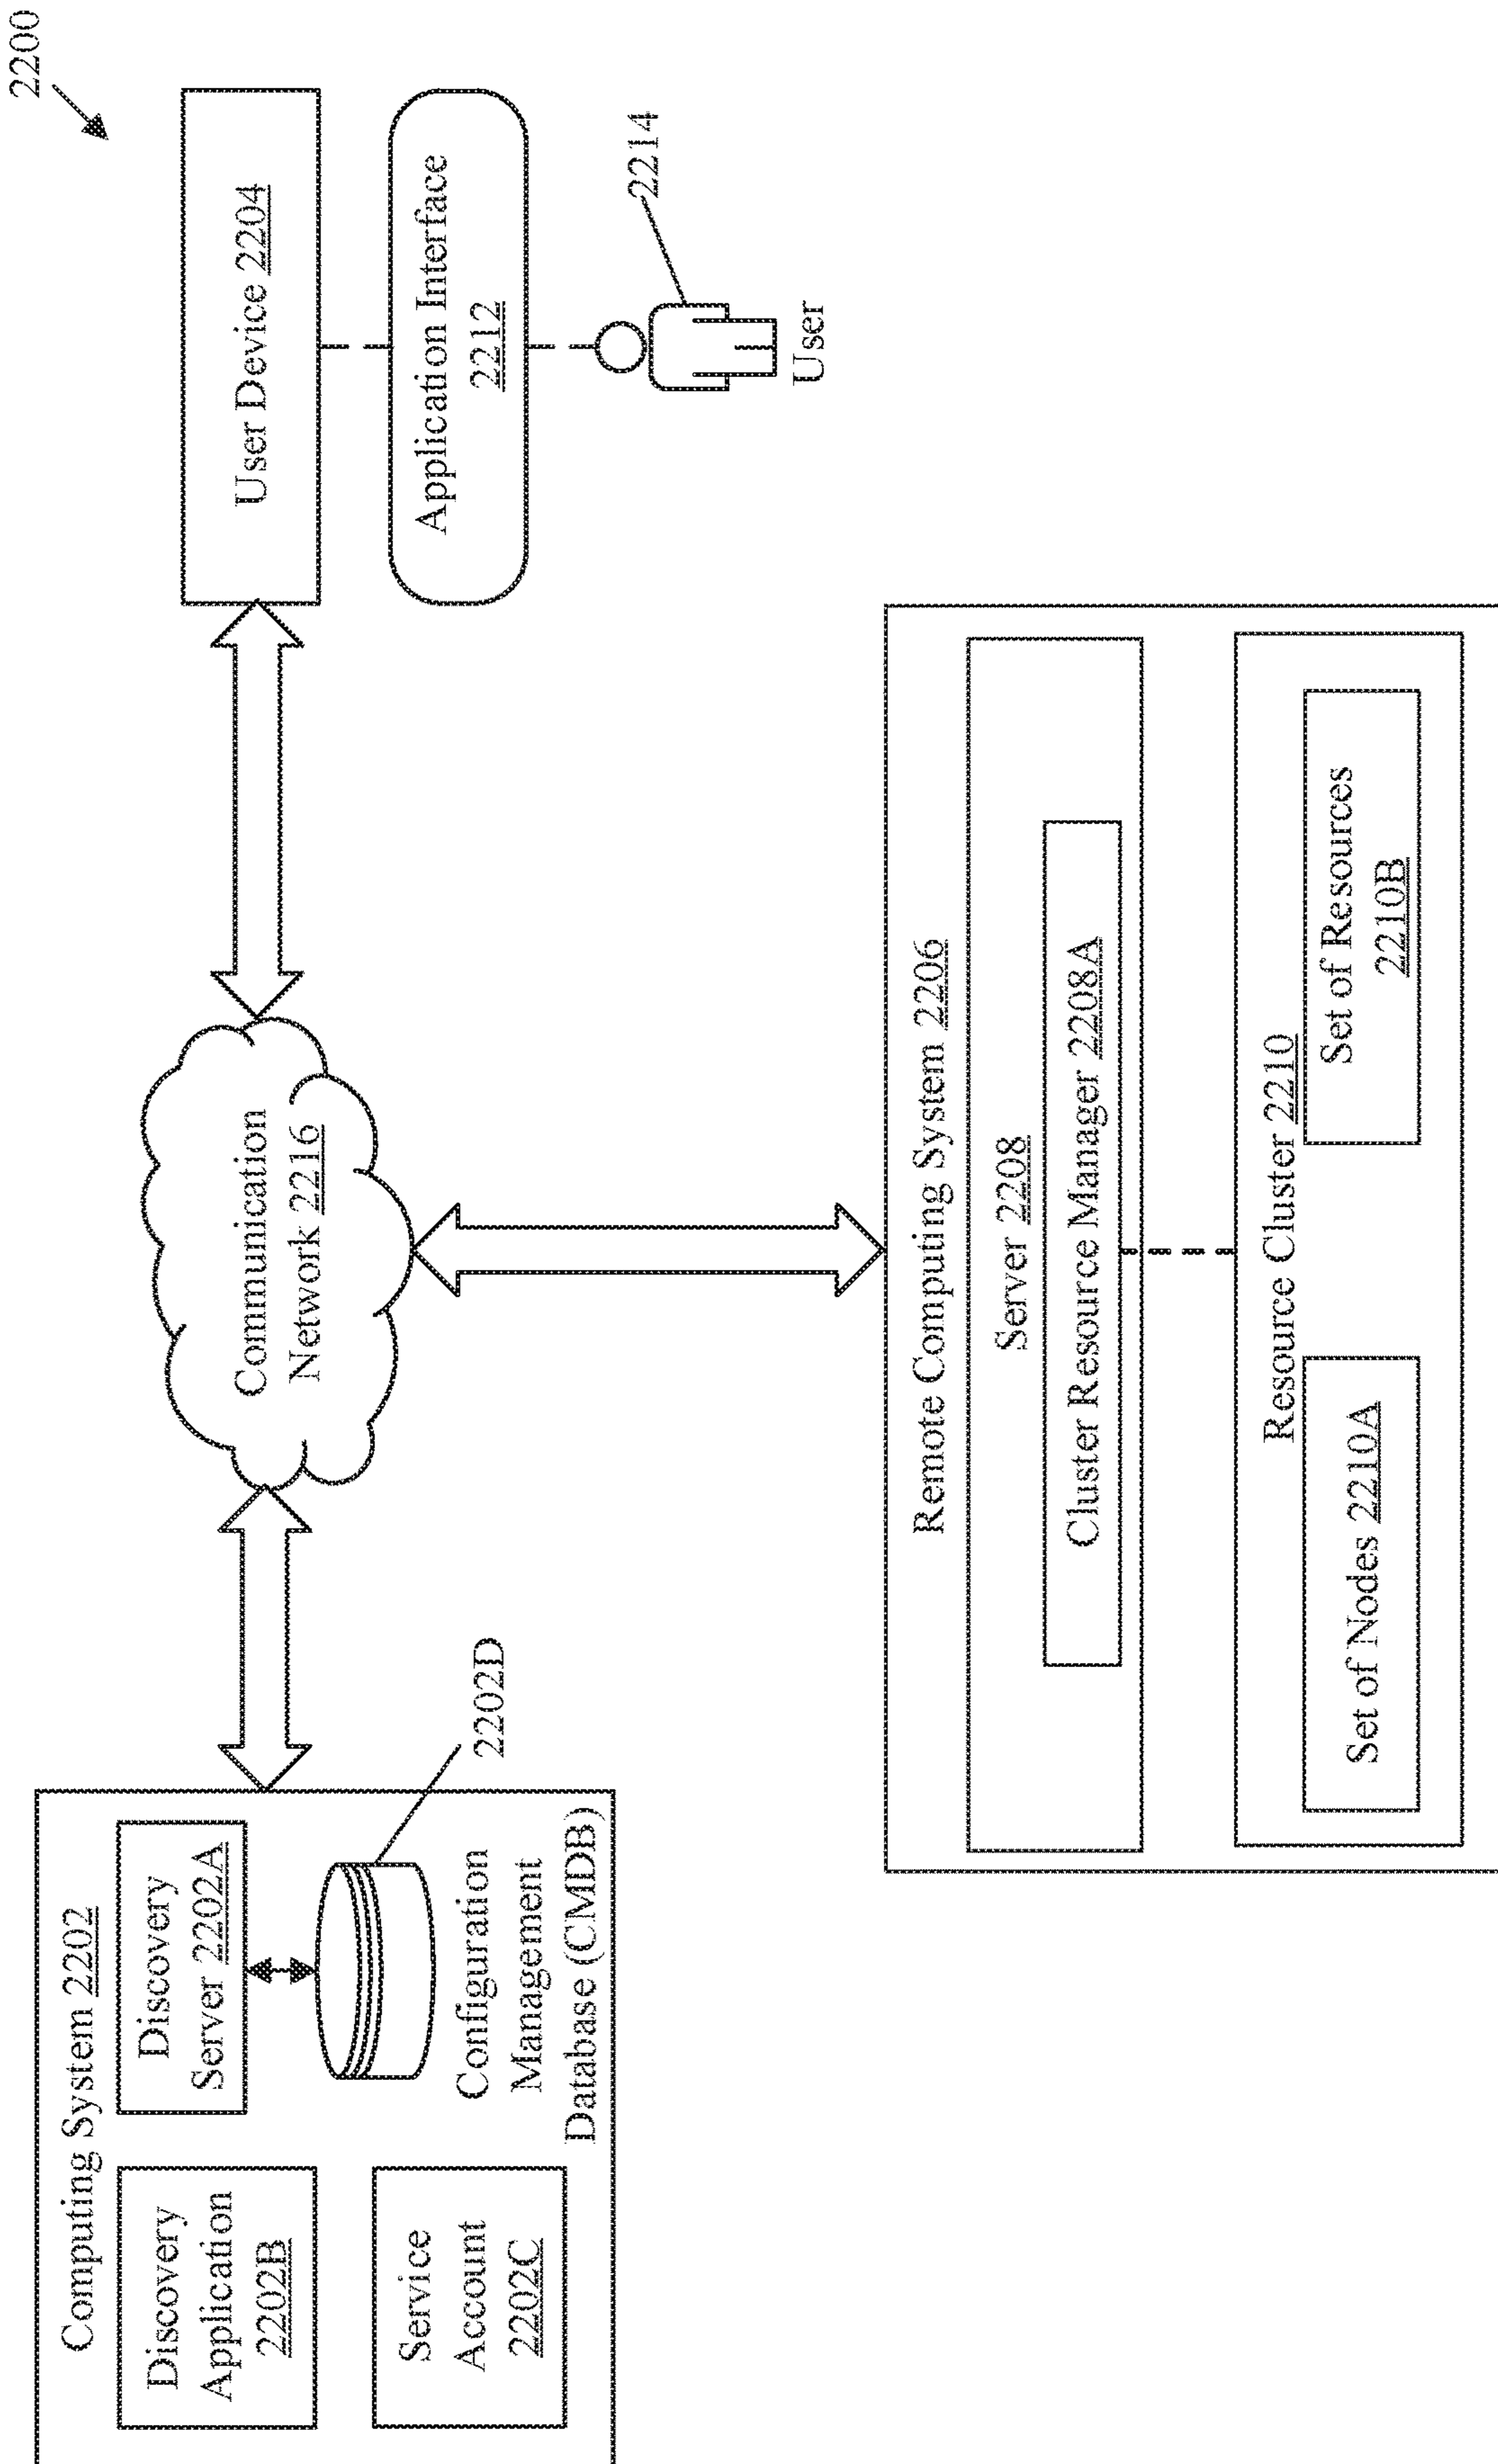 2200
Computing System 2202
Discovery
Application
2202B
Discovery
Server 2202A
Service
Account
2202C
2202D
Configuration
Management
Database (CMDB)
Communication
Network 2216
User Device 2204
Application Interface
2212
2214
User
Remote Computing System 2206
Server 2208
Cluster Resource Manager 2208A
Resource Cluster 2210
Set of Nodes 2210A
Set of Resources
2210B